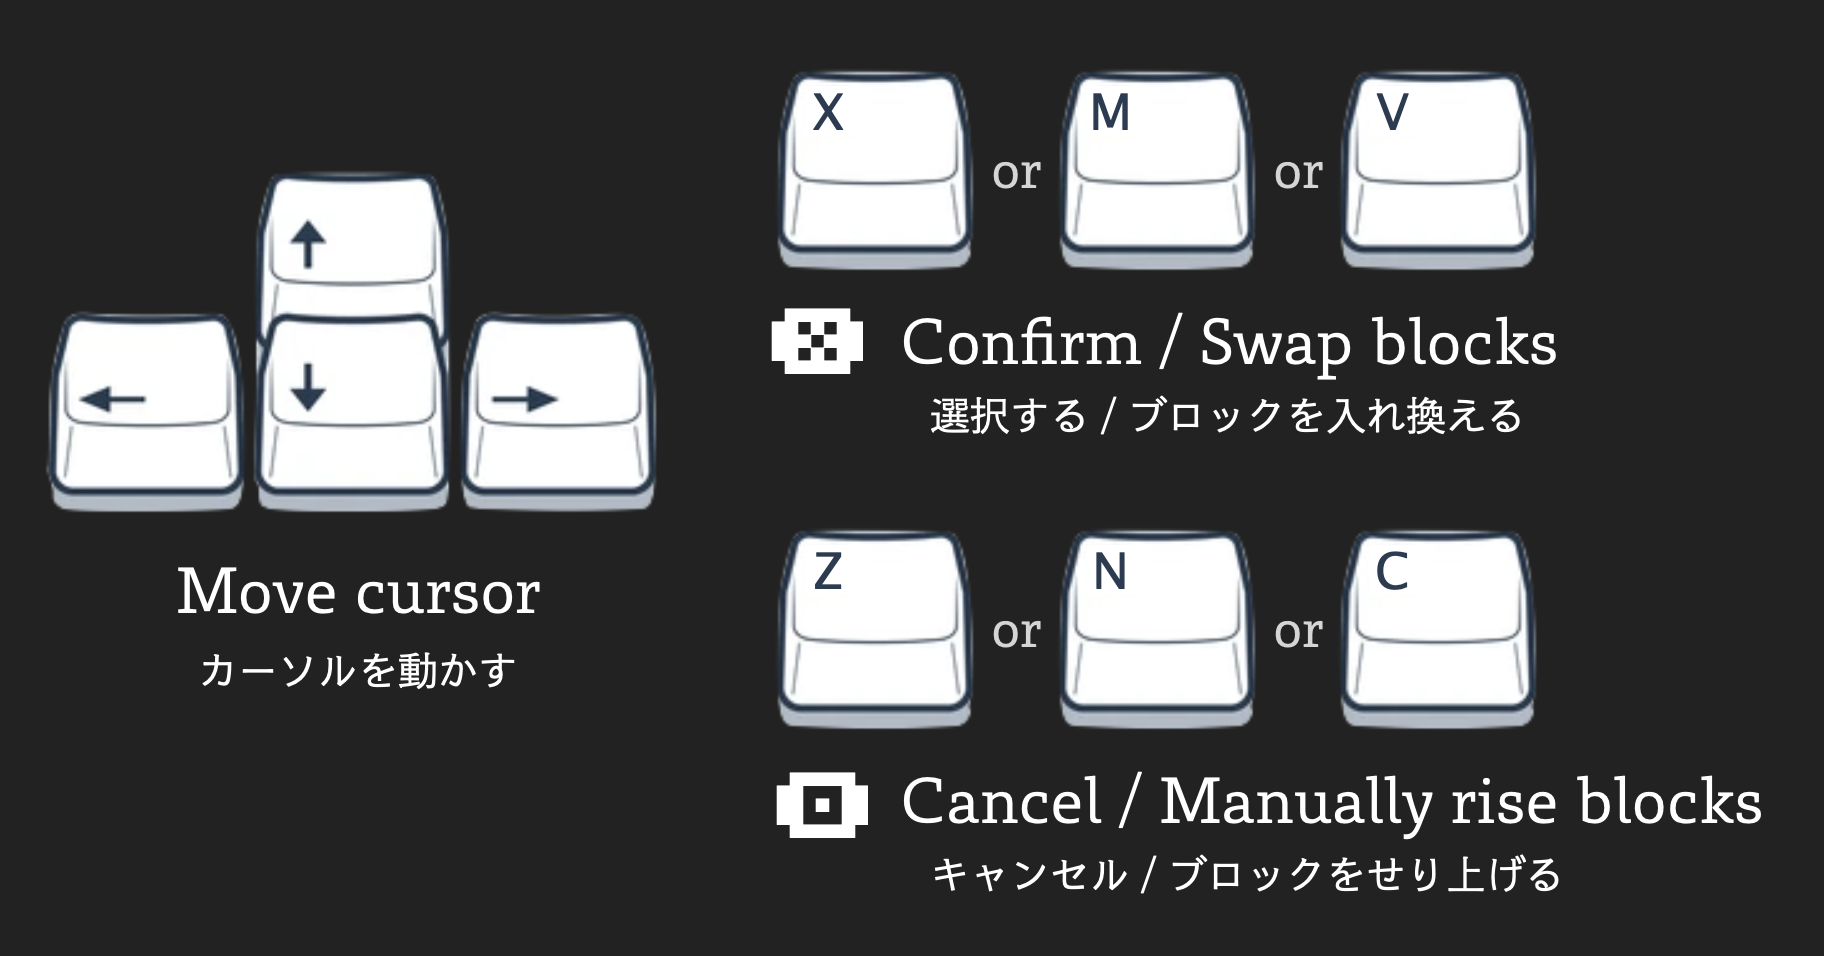 ↑
← ↓ →
Move cursor
カーソルを動かす
X or M or V
Confirm / Swap blocks
選択する / ブロックを入れ換える
Z or N or C
Cancel / Manually rise blocks
キャンセル / ブロックをせり上げる